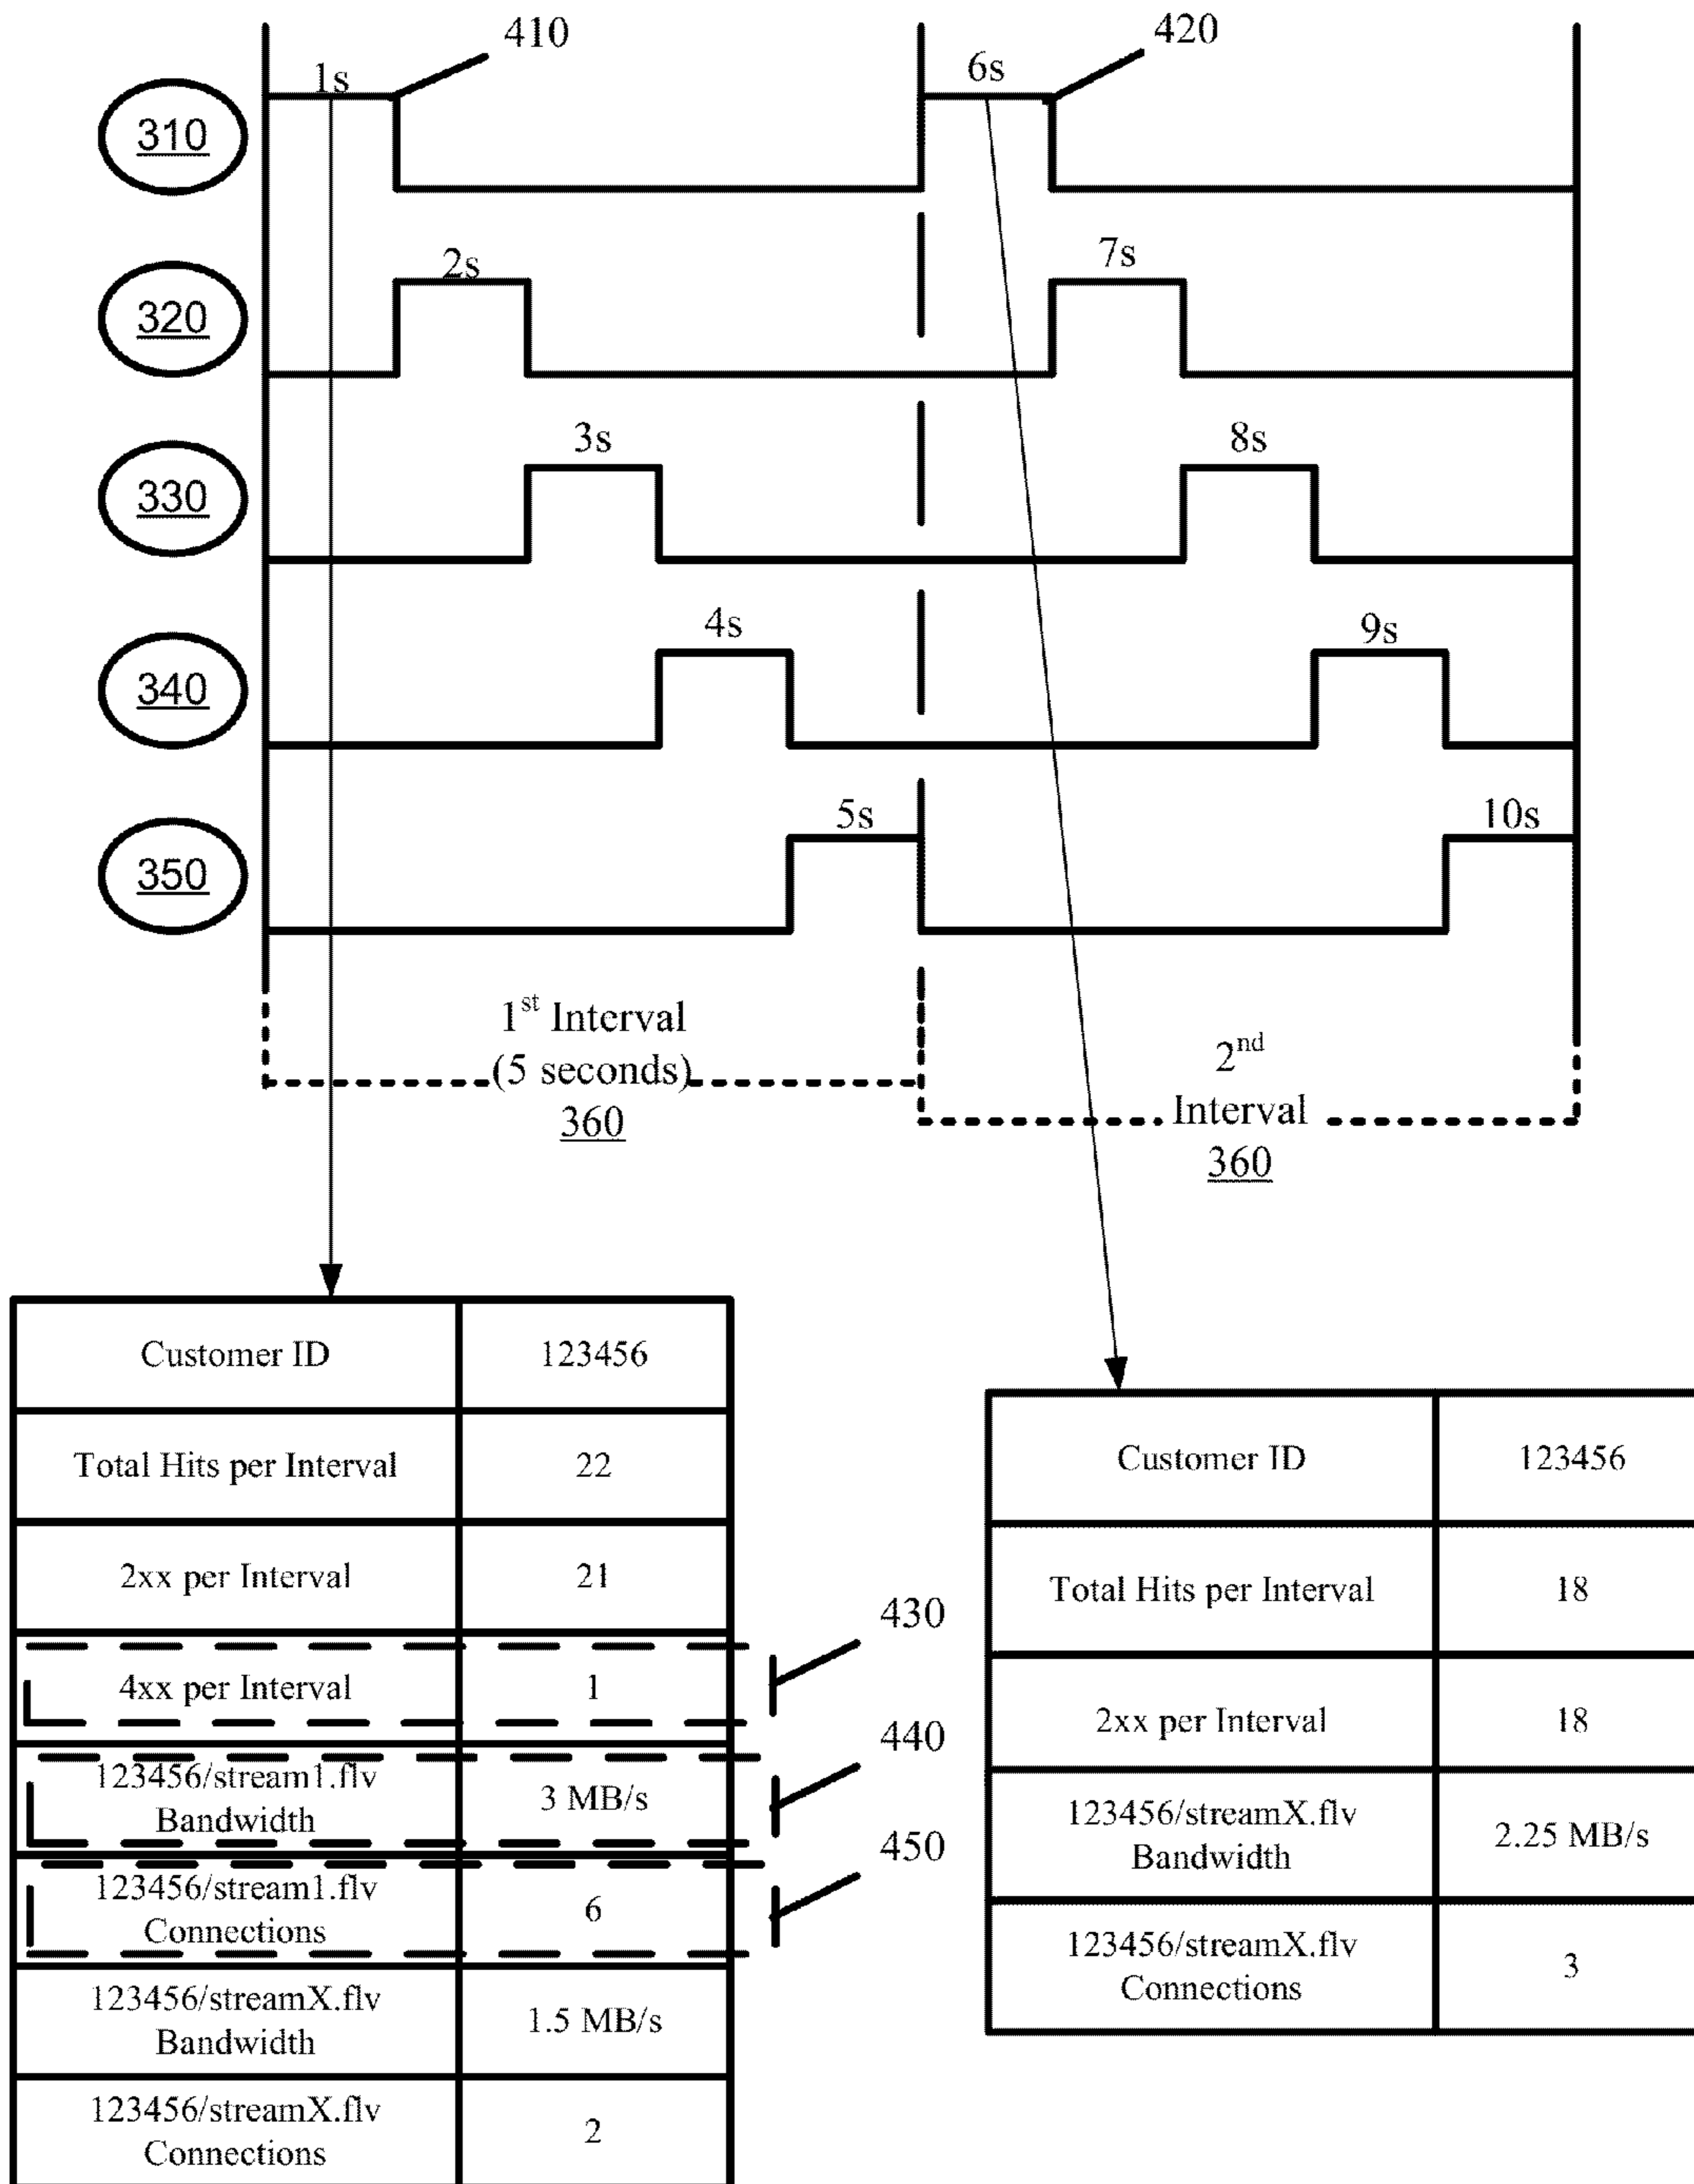 410
420
1s
6s
310
2s
7s
320
3s
8s
330
4s
9s
340
5s
10s
350
1st Interval
(5 seconds)
360
2nd
Interval
360
Customer ID 123456
Total Hits per Interval 22
2xx per Interval 21
4xx per Interval 1
123456/stream1.flv
Bandwidth
3 MB/s
123456/stream1.flv
Connections
6
123456/streamX.flv
Bandwidth
1.5 MB/s
123456/streamX.flv
Connections
2
430
440
450
Customer ID 123456
Total Hits per Interval 18
2xx per Interval 18
123456/streamX.flv
Bandwidth
2.25 MB/s
123456/streamX.flv
Connections
3